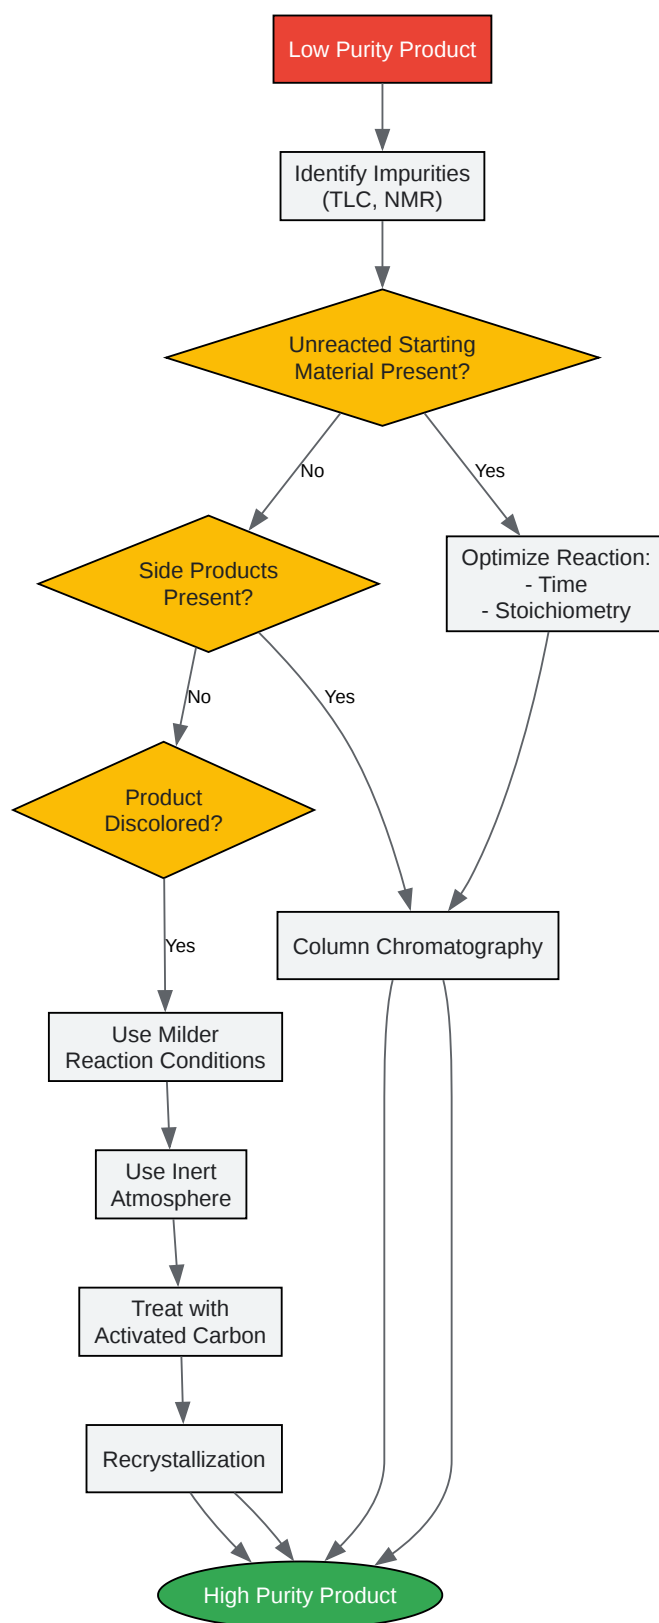 Low Purity Product
Identify Impurities
(TLC, NMR)
Unreacted Starting
Material Present?
No
Yes
Side Products
Present?
Optimize Reaction:
- Time
- Stoichiometry
No
Yes
Product
Discolored?
Column Chromatography
Yes
Use Milder
Reaction Conditions
Use Inert
Atmosphere
Treat with
Activated Carbon
Recrystallization
High Purity Product